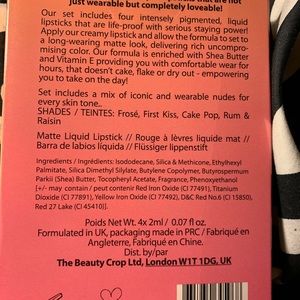 just wearable but completely loveable!
Our set includes four intensely pigmented, liquid
lipsticks that are life-proof with serious staying power!
Apply our creamy lipstick and allow the formula to set to
a long-wearing matte look, delivering rich uncompro-
mising color. Our formula is enriched with Shea Butter
and Vitamin E providing you with comfortable wear for
hours, that doesn't cake, flake or dry out - empowering
you to take on the day!
Set includes a mix of iconic and wearable nudes for
every skin tone..
SHADES / TEINTES: Frosé, First Kiss, Cake Pop, Rum &
Raisin
Matte Liquid Lipstick // Rouge à lèvres liquide mat //
Barra de labios líquida // Flüssiger lippenstift
Ingredients / Ingrédients: Isododecane, Silica & Methicone, Ethylhexyl
Palmitate, Silica Dimethyl Silylate, Butylene Copolymer, Butyrospermum
Parkii (Shea) Butter, Tocopheryl Acetate, Fragrance, Phenoxyethanol
[+/- may contain / peut contenir Red Iron Oxide (CI 77491), Titanium
Dioxide (CI 77891), Yellow Iron Oxide (CI 77492), D&C Red No.6 (CI 15850),
Red 27 Lake (CI 45410)].
Poids Net Wt. 4x 2ml / 0.07 fl oz.
Formulated in UK, packaging made in PRC / Fabriqué en
Angleterre, Fabriqué en Chine.
Dist. by/par
The Beauty Crop Ltd, London W1T 1DG, UK